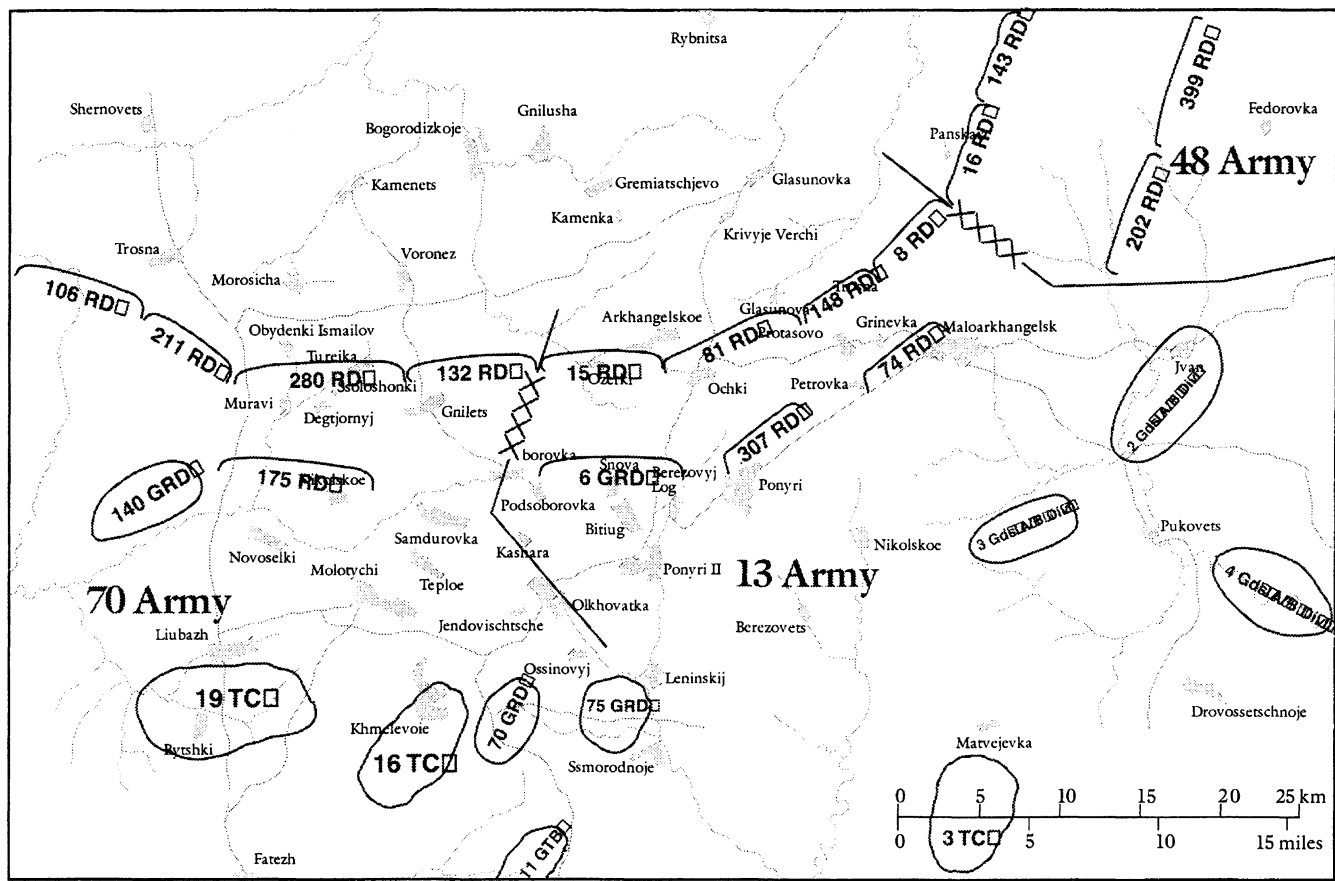 Rybnitsa
143 RD
399 RD
Shernovets
Gnilusha
Bogorodizkoje
Fedorovka
16 RD
48 Army
Kamenets
Gremiatschjevo
Glasunovka
Kamenka
202 RD
Krivyje Verchi
8 RD
Trosna
Voronez
Morosicha
106 RD
148 RD
Arkhangelskoe
Obydenki Ismailov
211 RD
81 RD
Protasovo
Grinevka
Maloarkhangelsk
Tureika
74 RD
280 RD
Ssoloshonki
132 RD
15 RD
Ochki
Petrovka
Muravi
Degtjornyj
Gnilets
307 RD
borovka
Snova
Berezovyj
Log
6 GRD
175 RD
140 GRD
Ponyri
Podsoborovka
Bitiug
Samdurovka
Kashara
Nikolskoe
Pukovets
Novoselki
Molotychi
Teploe
Ponyri II
13 Army
70 Army
Olkhovatka
Liubazh
Jendovischtsche
Berezovets
Ossinovyj
Leninskij
19 TC
70 GRD
75 GRD
Khmelevoie
Drovossetschnoje
Rytshki
16 TC
Ssmorodnoje
Matvejevka
0 5 10 15 20 25 km
3 TC
0 5 10 15 miles
11 GTB
Fatezh